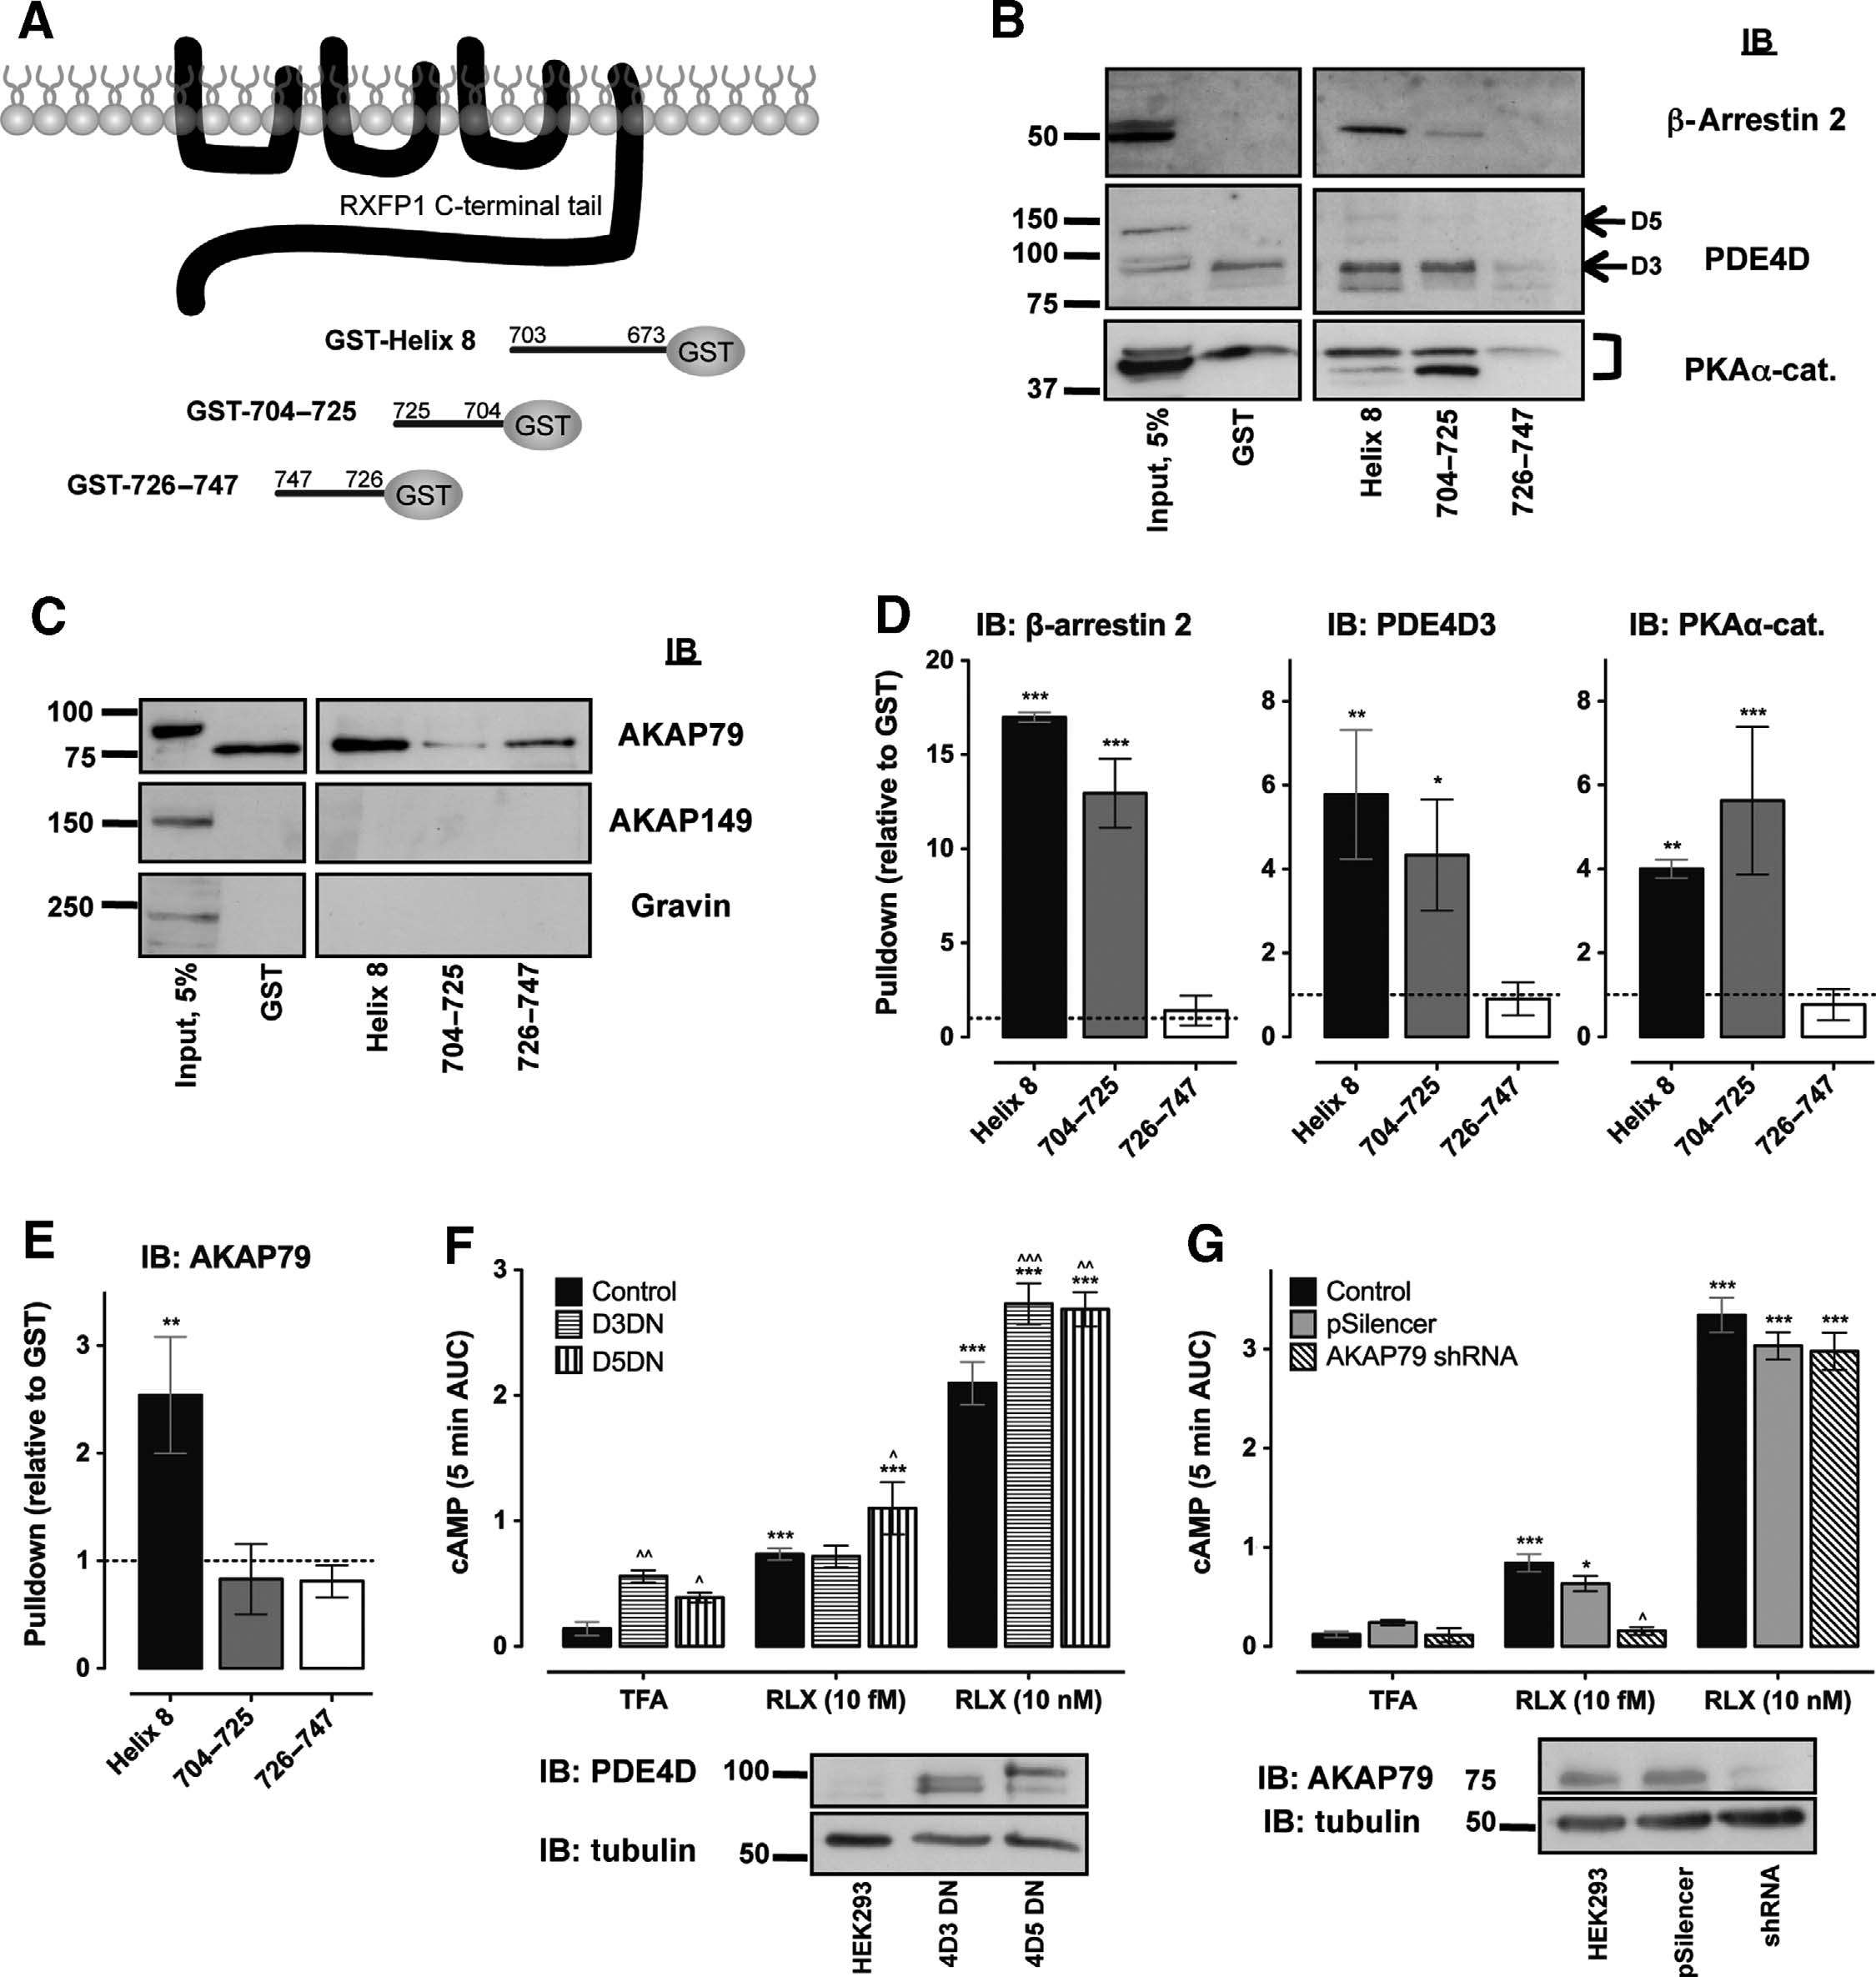 A
RXFP1 C-terminal tail
GST-Helix 8
703
673
GST
GST-704–725
725
704
GST
GST-726–747
747
726
GST
B
IB
50
β-Arrestin 2
150
100
75
D5
D3
PDE4D
37
PKAα-cat.
Input, 5%
GST
Helix 8
704–725
726–747
C
IB
100
75
AKAP79
150
AKAP149
250
Gravin
Input, 5%
GST
Helix 8
704–725
726–747
D
IB: β-arrestin 2
Pulldown (relative to GST)
20
15
10
5
0
***
***
Helix 8
704–725
726–747
IB: PDE4D3
8
6
4
2
0
**
*
Helix 8
704–725
726–747
IB: PKAα-cat.
8
6
4
2
0
**
***
Helix 8
704–725
726–747
E
IB: AKAP79
Pulldown (relative to GST)
3
2
1
0
**
Helix 8
704–725
726–747
F
cAMP (5 min AUC)
3
2
1
0
Control
D3DN
D5DN
^^
^
***
^
***
***
^^^
***
^^
***
TFA
RLX (10 fM)
RLX (10 nM)
IB: PDE4D
100
IB: tubulin
50
HEK293
4D3 DN
4D5 DN
G
cAMP (5 min AUC)
3
2
1
0
Control
pSilencer
AKAP79 shRNA
***
*
^
***
***
***
TFA
RLX (10 fM)
RLX (10 nM)
IB: AKAP79
75
IB: tubulin
50
HEK293
pSilencer
shRNA